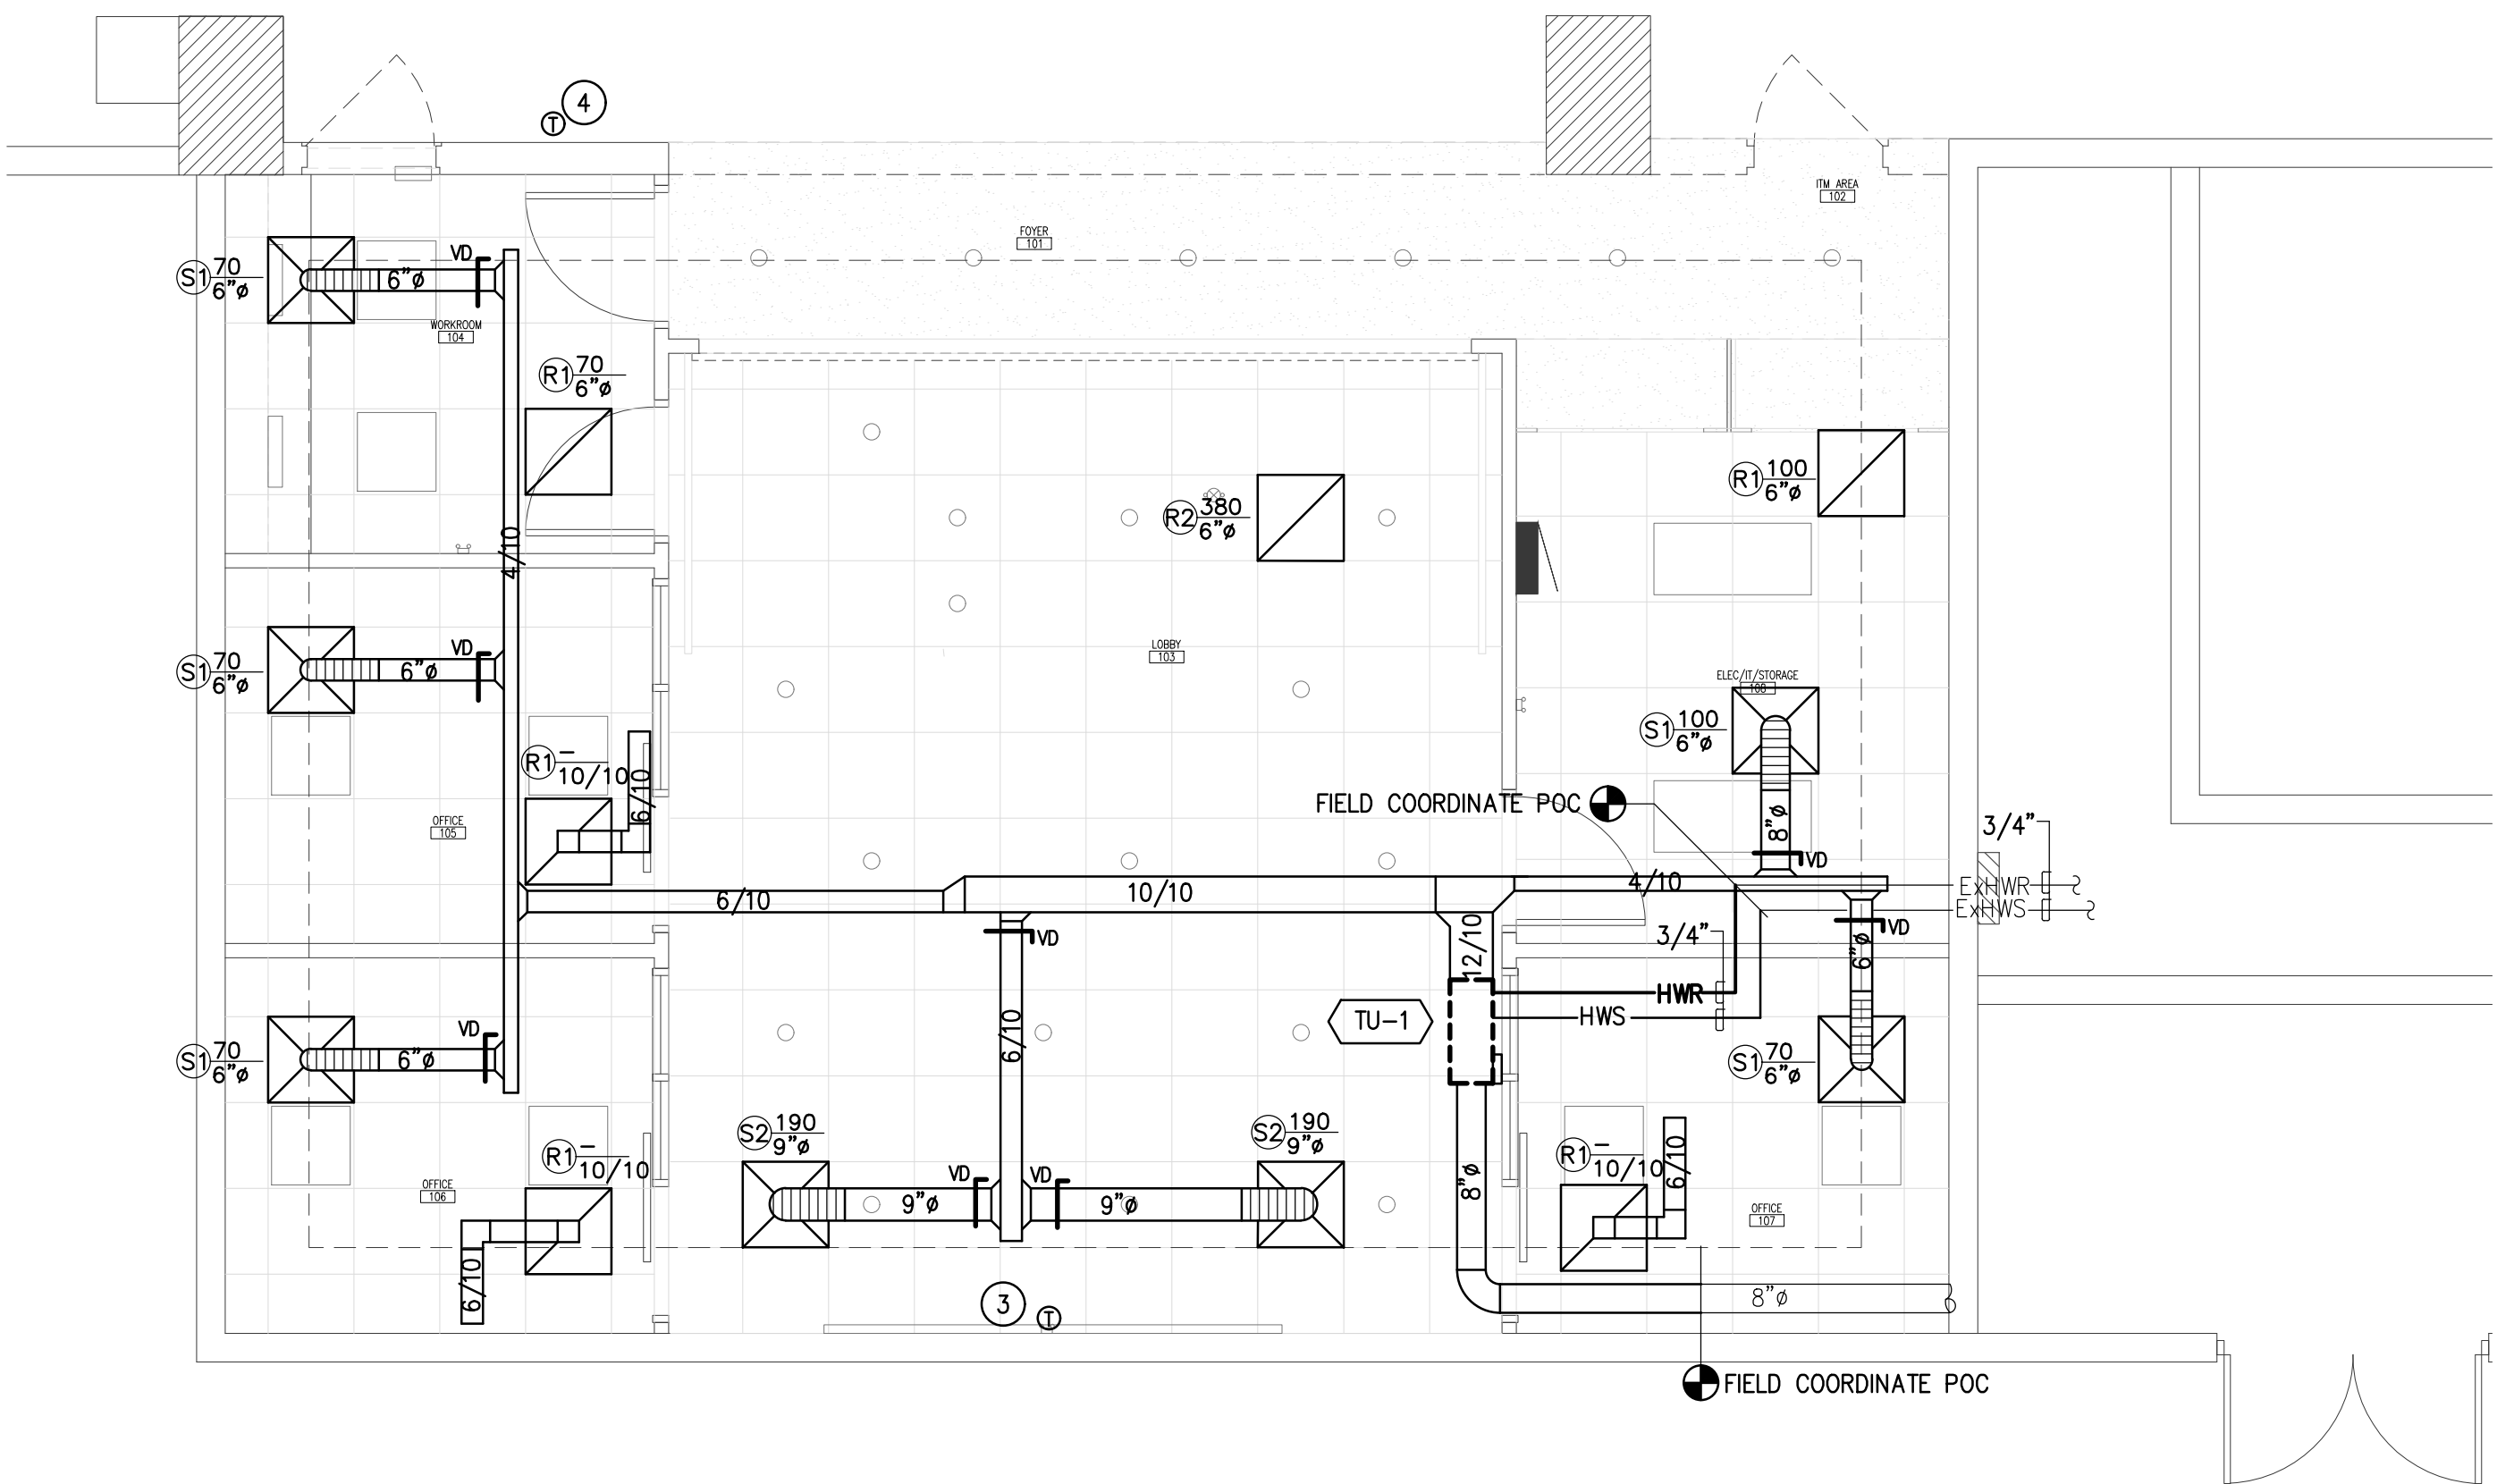 4
T
ITM AREA
102
FOYER
101
VD
S1 70
6"ø
6"ø
WORKROOM
104
R1 70
6"ø
R1 100
6"ø
R2 380
6"ø
4/10
VD
S1 70
6"ø
6"ø
LOBBY
103
ELEC/IT/STORAGE
108
S1 100
6"ø
R1 –
10/10
6/10
FIELD COORDINATE POC
8"ø
3/4"
OFFICE
105
VD
4/10
6/10
10/10
ExHWR
ExHWS
VD
VD
12/10
3/4"
6"ø
HWR
HWS
TU-1
VD
S1 70
6"ø
6"ø
6/10
S1 70
6"ø
S2 190
9"ø
S2 190
9"ø
R1 –
10/10
R1 –
10/10
6/10
VD
VD
9"ø
9"ø
8"ø
OFFICE
106
OFFICE
107
6/10
3
T
8"ø
FIELD COORDINATE POC